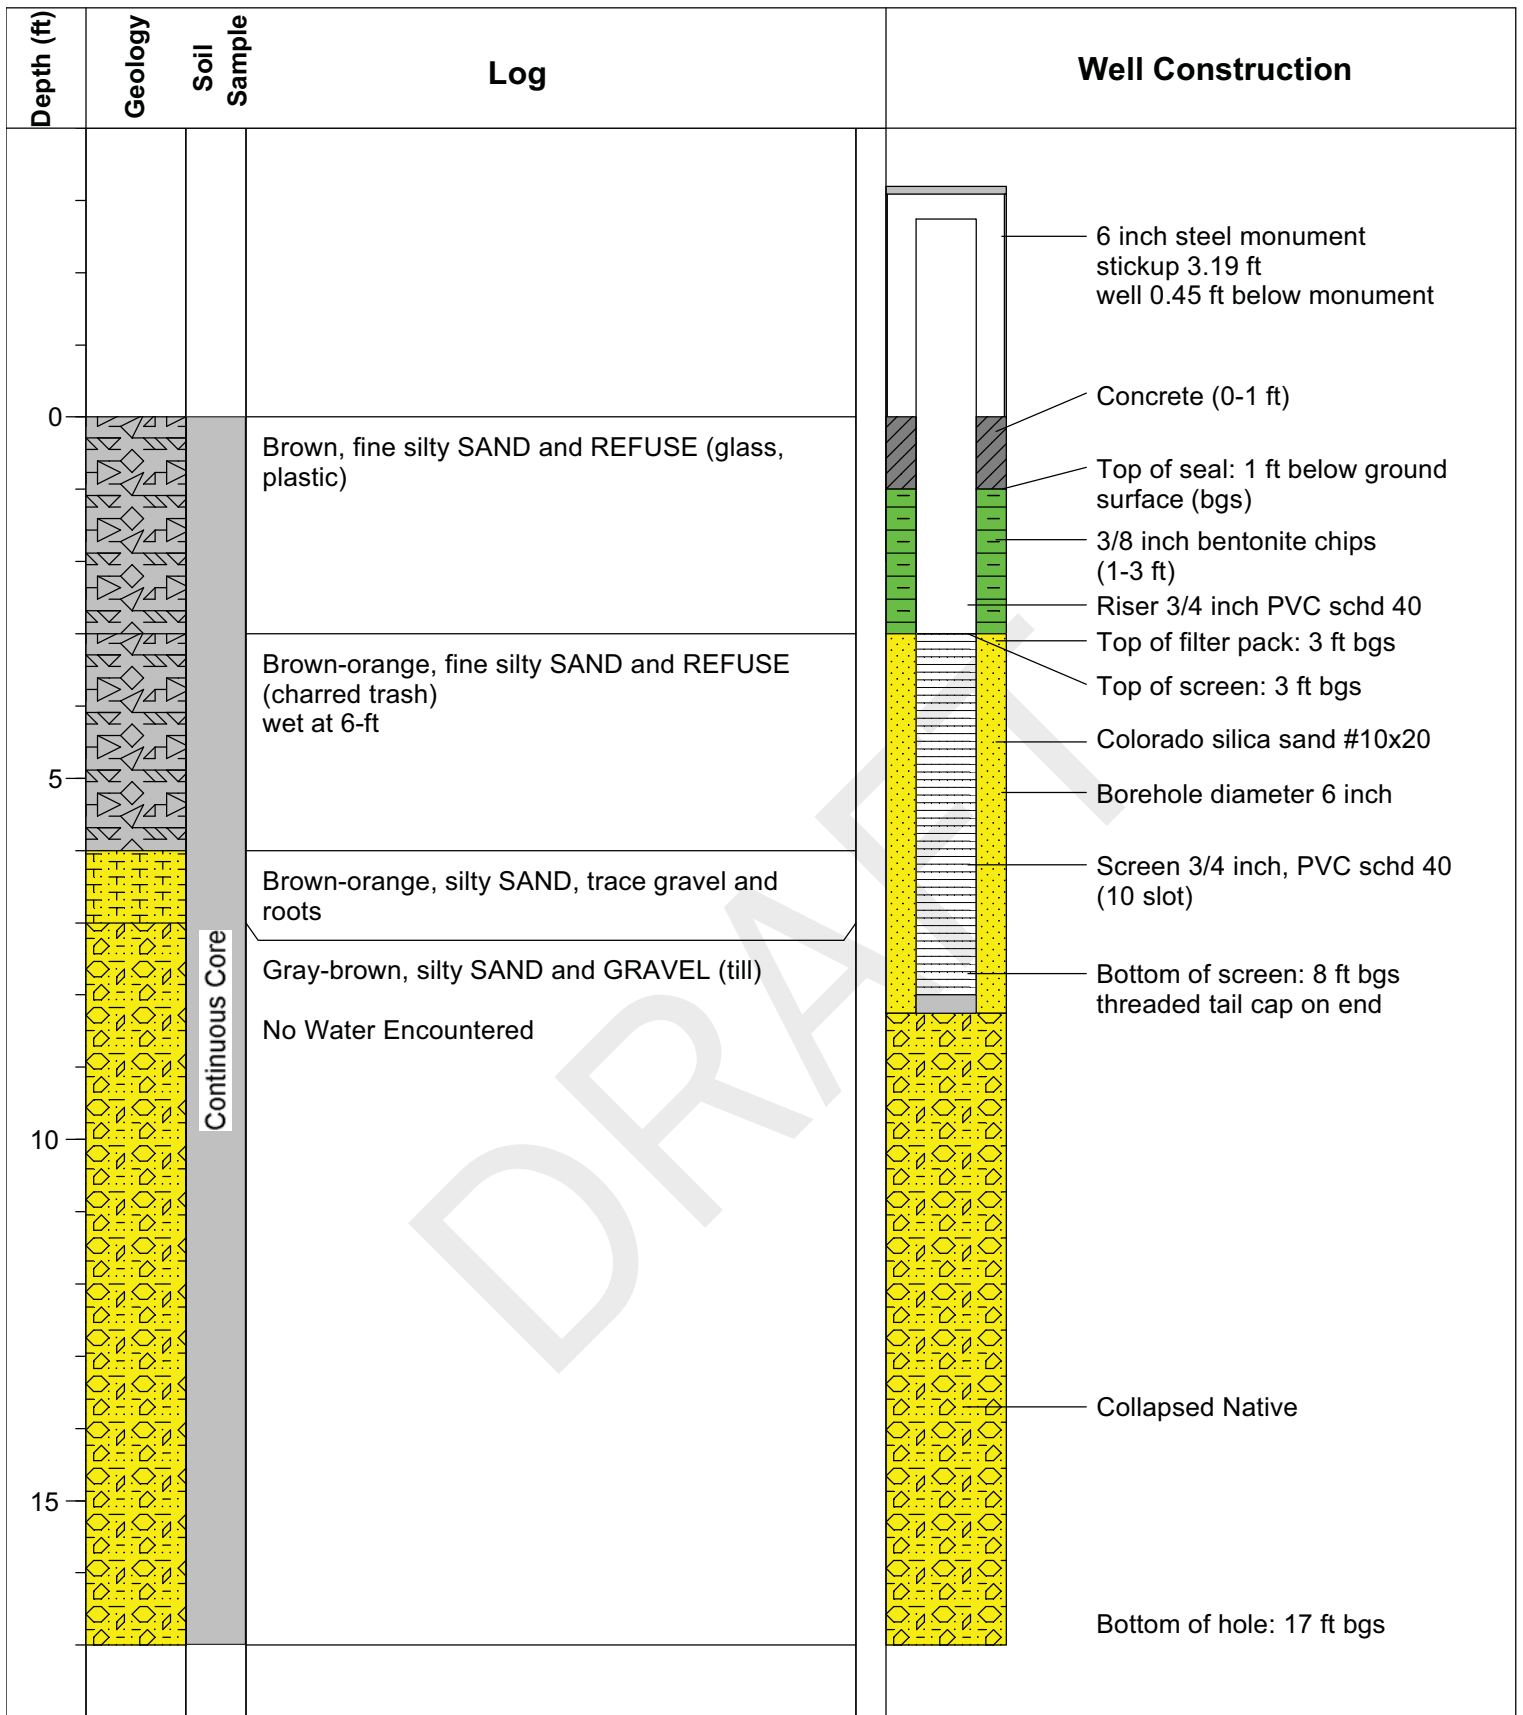 Depth (ft)
Geology
Soil
Sample
Log
Well Construction
6 inch steel monument
stickup 3.19 ft
well 0.45 ft below monument
Concrete (0-1 ft)
0
Brown, fine silty SAND and REFUSE (glass,
plastic)
Top of seal: 1 ft below ground
surface (bgs)
3/8 inch bentonite chips
(1-3 ft)
Riser 3/4 inch PVC schd 40
Top of filter pack: 3 ft bgs
Brown-orange, fine silty SAND and REFUSE
(charred trash)
wet at 6-ft
Top of screen: 3 ft bgs
Colorado silica sand #10x20
5
Borehole diameter 6 inch
Brown-orange, silty SAND, trace gravel and
roots
Screen 3/4 inch, PVC schd 40
(10 slot)
Gray-brown, silty SAND and GRAVEL (till)
No Water Encountered
Bottom of screen: 8 ft bgs
threaded tail cap on end
Continuous Core
10
DRAFT
Collapsed Native
15
Bottom of hole: 17 ft bgs